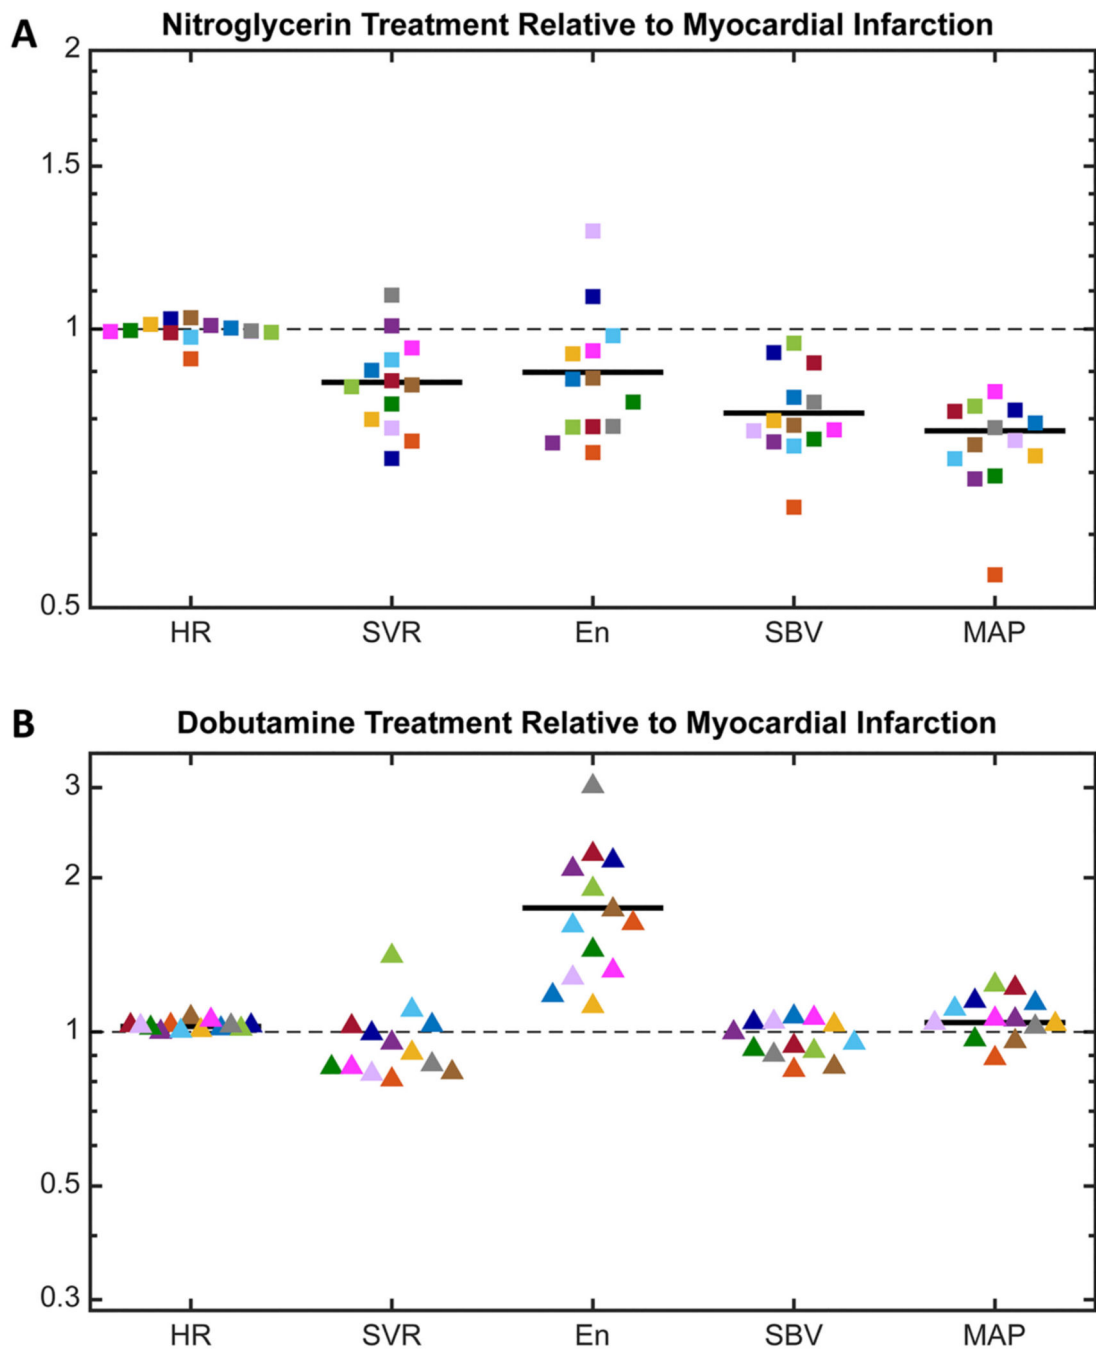 A
Nitroglycerin Treatment Relative to Myocardial Infarction
2
1.5
1
0.5
HR SVR En SBV MAP
B
Dobutamine Treatment Relative to Myocardial Infarction
3
2
1
0.5
0.3
HR SVR En SBV MAP